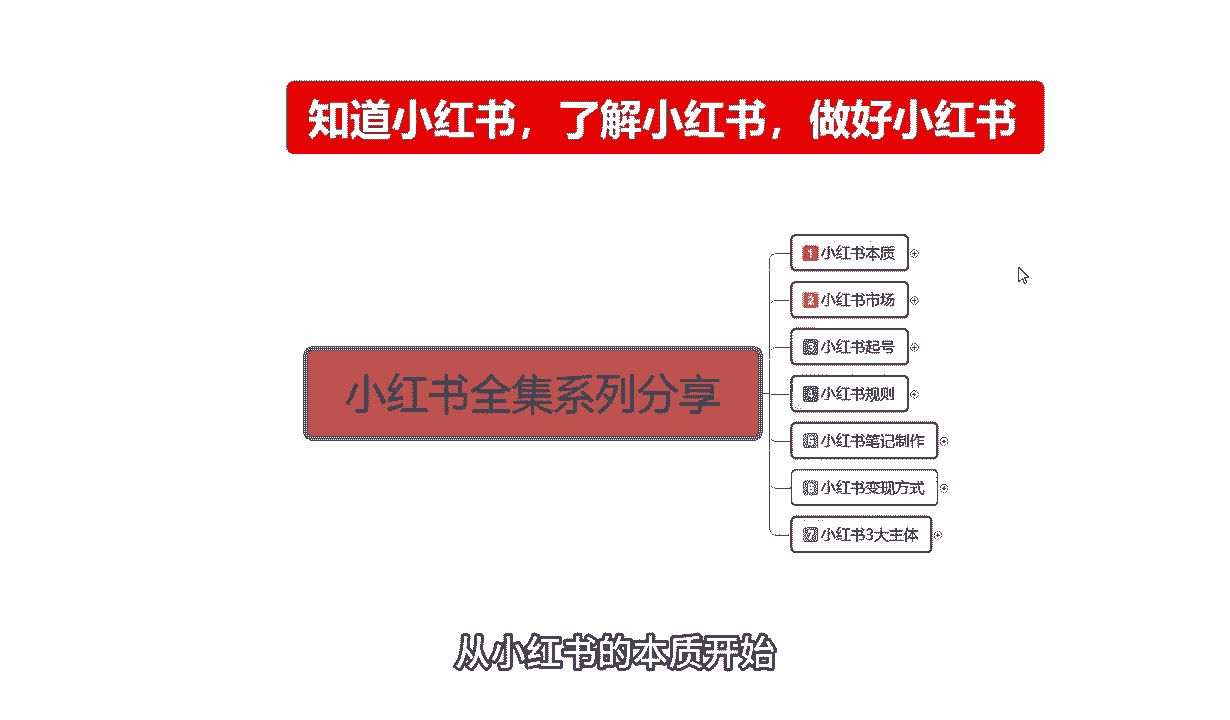 知道小红书，了解小红书，做好小红书
小红书全集系列分享
1 小红书本质
2 小红书市场
3 小红书起号
4 小红书规则
5 小红书笔记制作
6 小红书变现方式
7 小红书3大主体
从小红书的本质开始